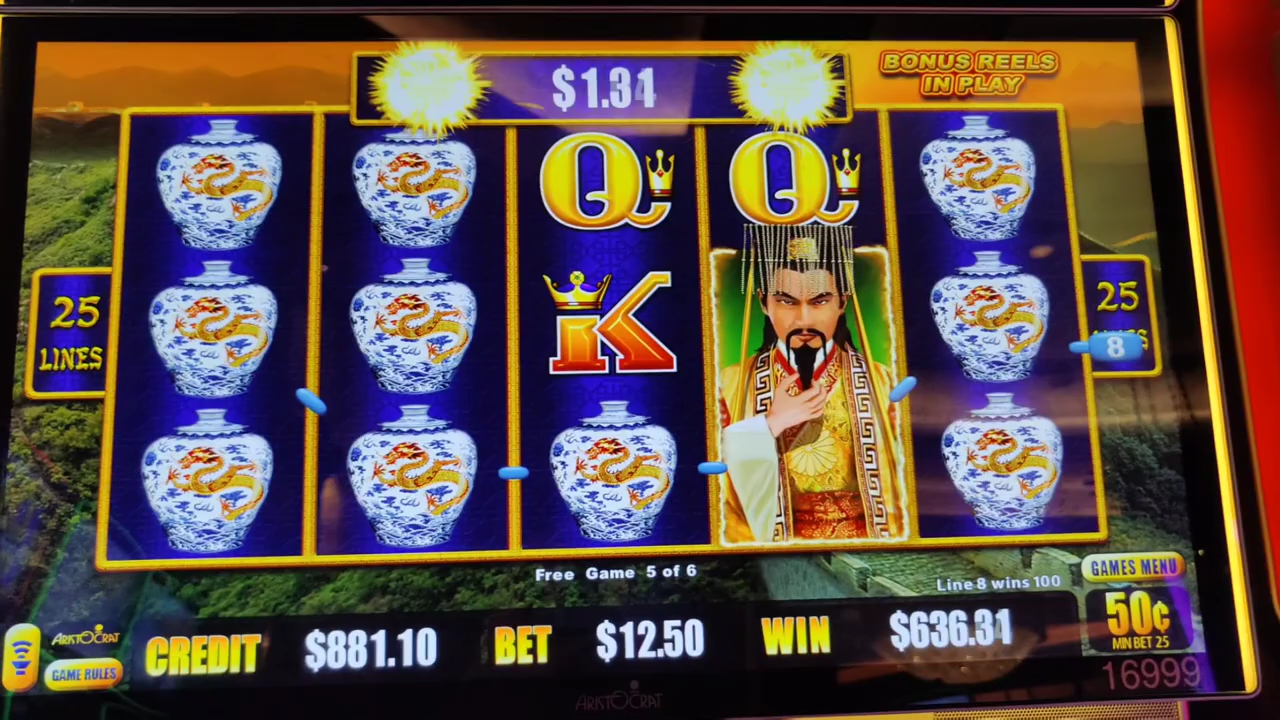 $1.34
BONUS REELS
IN PLAY
Q
Q
25
LINES
K
25
8
Free Game 5 of 6
Line 8 wins 100
GAMES MENU
ARISTOCRAT
GAME RULES
CREDIT $881.10 BET $12.50 WIN $636.31
50¢
MIN BET 25
16999
ARISTOCRAT